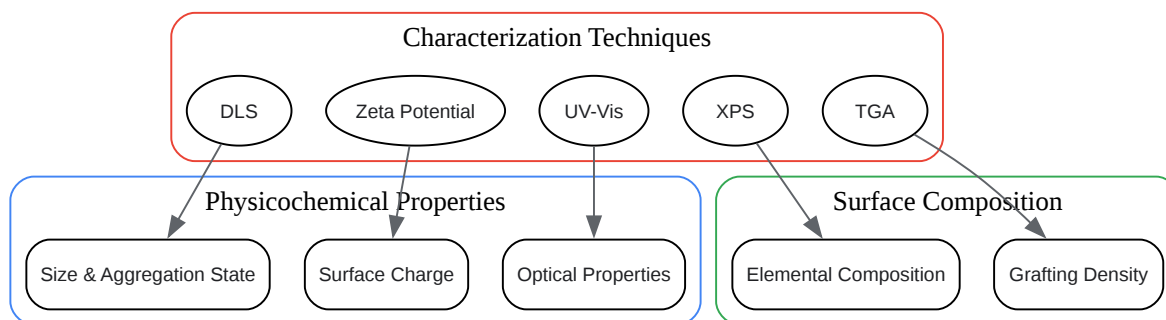 Characterization Techniques
DLS
Zeta Potential
UV-Vis
XPS
TGA
Physicochemical Properties
Surface Composition
Size & Aggregation State
Surface Charge
Optical Properties
Elemental Composition
Grafting Density